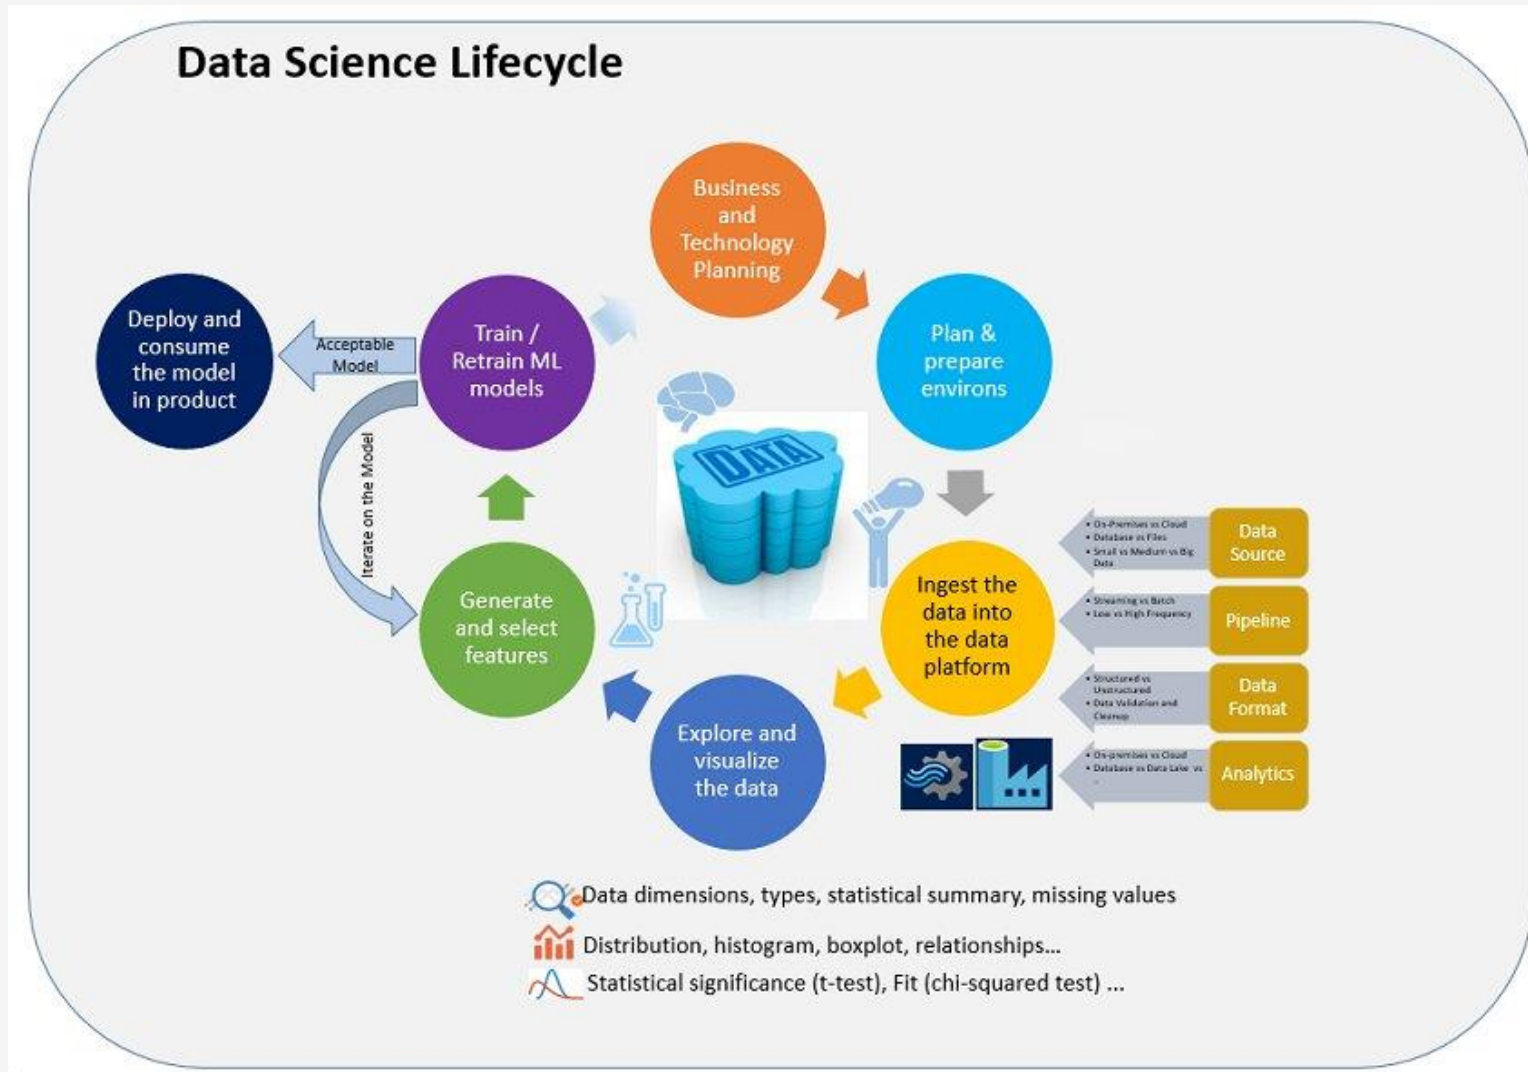 Data Science Lifecycle
Business
and
Technology
Planning
Plan &
prepare
environs
Ingest the
data into
the data
platform
Data
Source
• On-Premises vs Cloud
• Database vs Files
• Small vs Medium vs Big
Data
Pipeline
• Streaming vs Batch
• Low vs High Frequency
Data
Format
• Structured vs
Unstructured
• Data Validation and
Cleanup
Analytics
• On-premises vs Cloud
• Database vs Data Lake vs
..
Explore and
visualize
the data
Generate
and select
features
Train /
Retrain ML
models
Iterate on the Model
Acceptable
Model
Deploy and
consume
the model
in product
DATA
Data dimensions, types, statistical summary, missing values
Distribution, histogram, boxplot, relationships...
Statistical significance (t-test), Fit (chi-squared test) ...